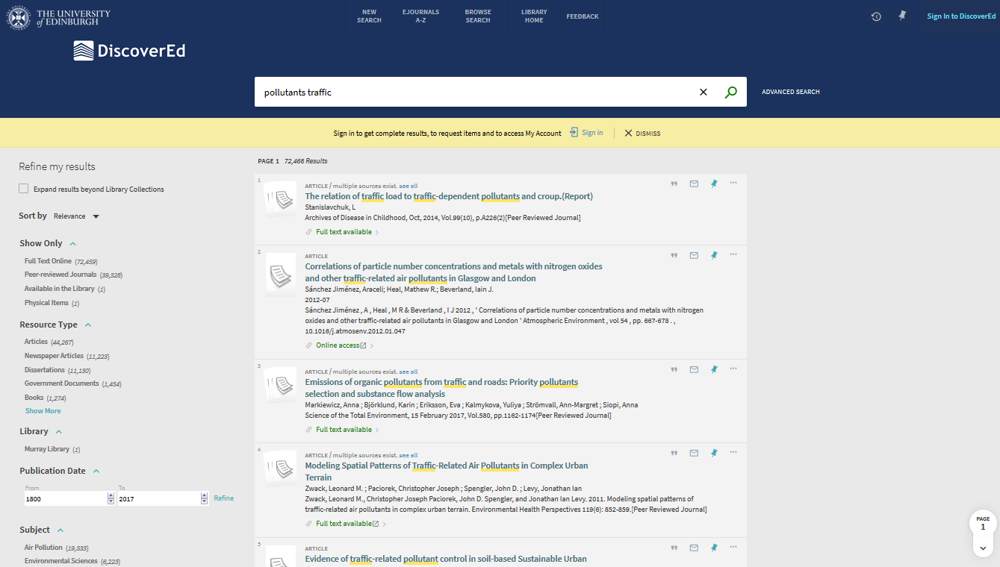 THE UNIVERSITY
of EDINBURGH
NEW
SEARCH
EJOURNALS
A-Z
BROWSE
SEARCH
LIBRARY
HOME
FEEDBACK
Sign In to DiscoverEd
DiscoverEd
pollutants traffic
ADVANCED SEARCH
Sign in to get complete results, to request items and to access My Account
Sign in
DISMISS
Refine my results
Expand results beyond Library Collections
Sort by Relevance
Show Only
Full Text Online (72,459)
Peer-reviewed Journals (39,328)
Available in the Library (1)
Physical Items (1)
Resource Type
Articles (44,267)
Newspaper Articles (11,223)
Dissertations (11,130)
Government Documents (1,454)
Books (1,274)
Show More
Library
Murray Library (1)
Publication Date
From
To
1800
2017
Refine
Subject
Air Pollution (19,333)
Environmental Sciences (6,223)
PAGE 1 72,466 Results
1
ARTICLE / multiple sources exist. see all
The relation of traffic load to traffic-dependent pollutants and croup.(Report)
Stanislavchuk, L
Archives of Disease in Childhood, Oct, 2014, Vol.99(10), p.A226(2)[Peer Reviewed Journal]
Full text available
2
ARTICLE
Correlations of particle number concentrations and metals with nitrogen oxides
and other traffic-related air pollutants in Glasgow and London
Sánchez Jiménez, Araceli; Heal, Mathew R.; Beverland, Iain J.
2012-07
Sánchez Jiménez , A , Heal , M R & Beverland , I J 2012 , ' Correlations of particle number concentrations and metals with nitrogen
oxides and other traffic-related air pollutants in Glasgow and London ' Atmospheric Environment , vol 54 , pp. 667-678 . ,
10.1016/j.atmosenv.2012.01.047
Online access
3
ARTICLE / multiple sources exist. see all
Emissions of organic pollutants from traffic and roads: Priority pollutants
selection and substance flow analysis
Markiewicz, Anna ; Björklund, Karin ; Eriksson, Eva ; Kalmykova, Yuliya ; Strömvall, Ann-Margret ; Siopi, Anna
Science of the Total Environment, 15 February 2017, Vol.580, pp.1162-1174[Peer Reviewed Journal]
Full text available
4
ARTICLE / multiple sources exist. see all
Modeling Spatial Patterns of Traffic-Related Air Pollutants in Complex Urban
Terrain
Zwack, Leonard M. ; Paciorek, Christopher Joseph ; Spengler, John D. ; Levy, Jonathan Ian
Zwack, Leonard M., Christopher Joseph Paciorek, John D. Spengler, and Jonathan Ian Levy. 2011. Modeling spatial patterns of
traffic-related air pollutants in complex urban terrain. Environmental Health Perspectives 119(6): 852-859.[Peer Reviewed Journal]
Full text available
5
ARTICLE
Evidence of traffic-related pollutant control in soil-based Sustainable Urban
PAGE
1